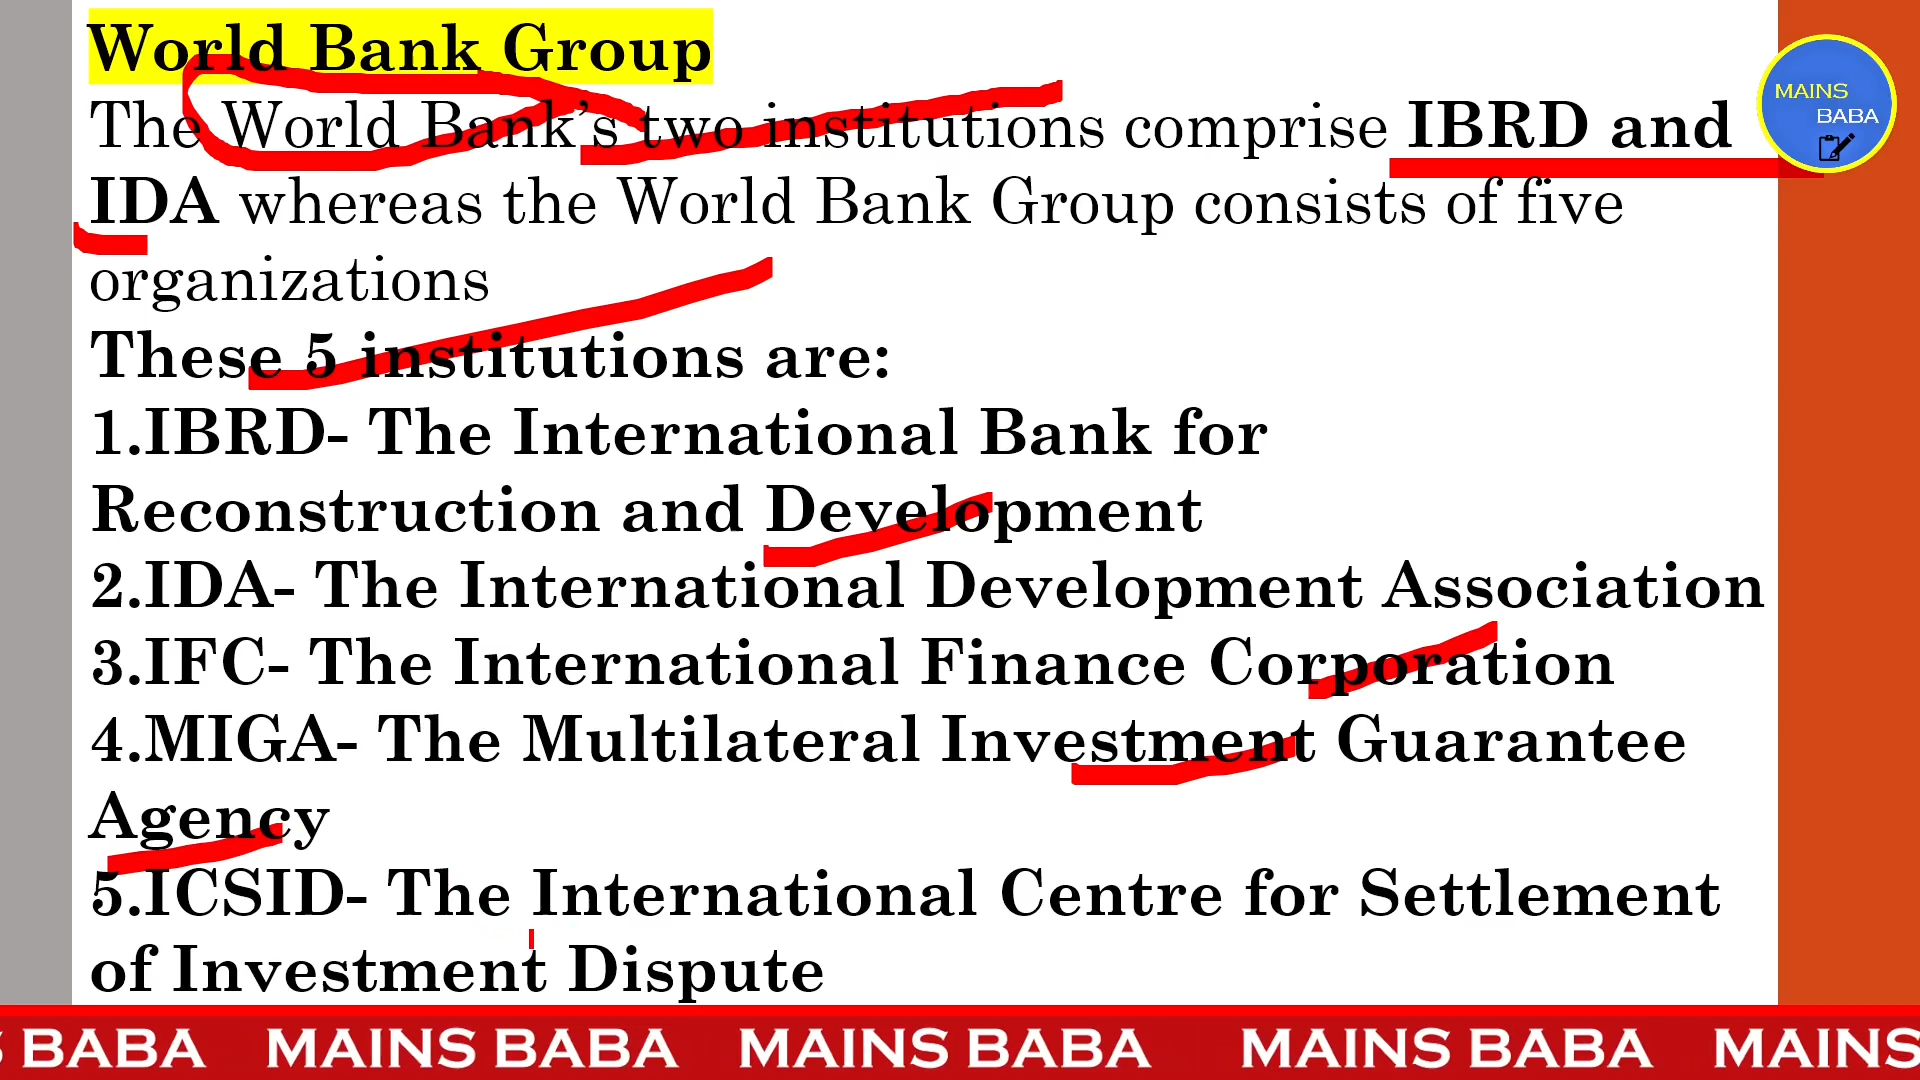 World Bank Group
The World Bank’s two institutions comprise IBRD and
IDA whereas the World Bank Group consists of five
organizations
These 5 institutions are:
1.IBRD- The International Bank for
Reconstruction and Development
2.IDA- The International Development Association
3.IFC- The International Finance Corporation
4.MIGA- The Multilateral Investment Guarantee
Agency
5.ICSID- The International Centre for Settlement
of Investment Dispute
MAINS
BABA
S BABA MAINS BABA MAINS BABA MAINS BABA MAINS